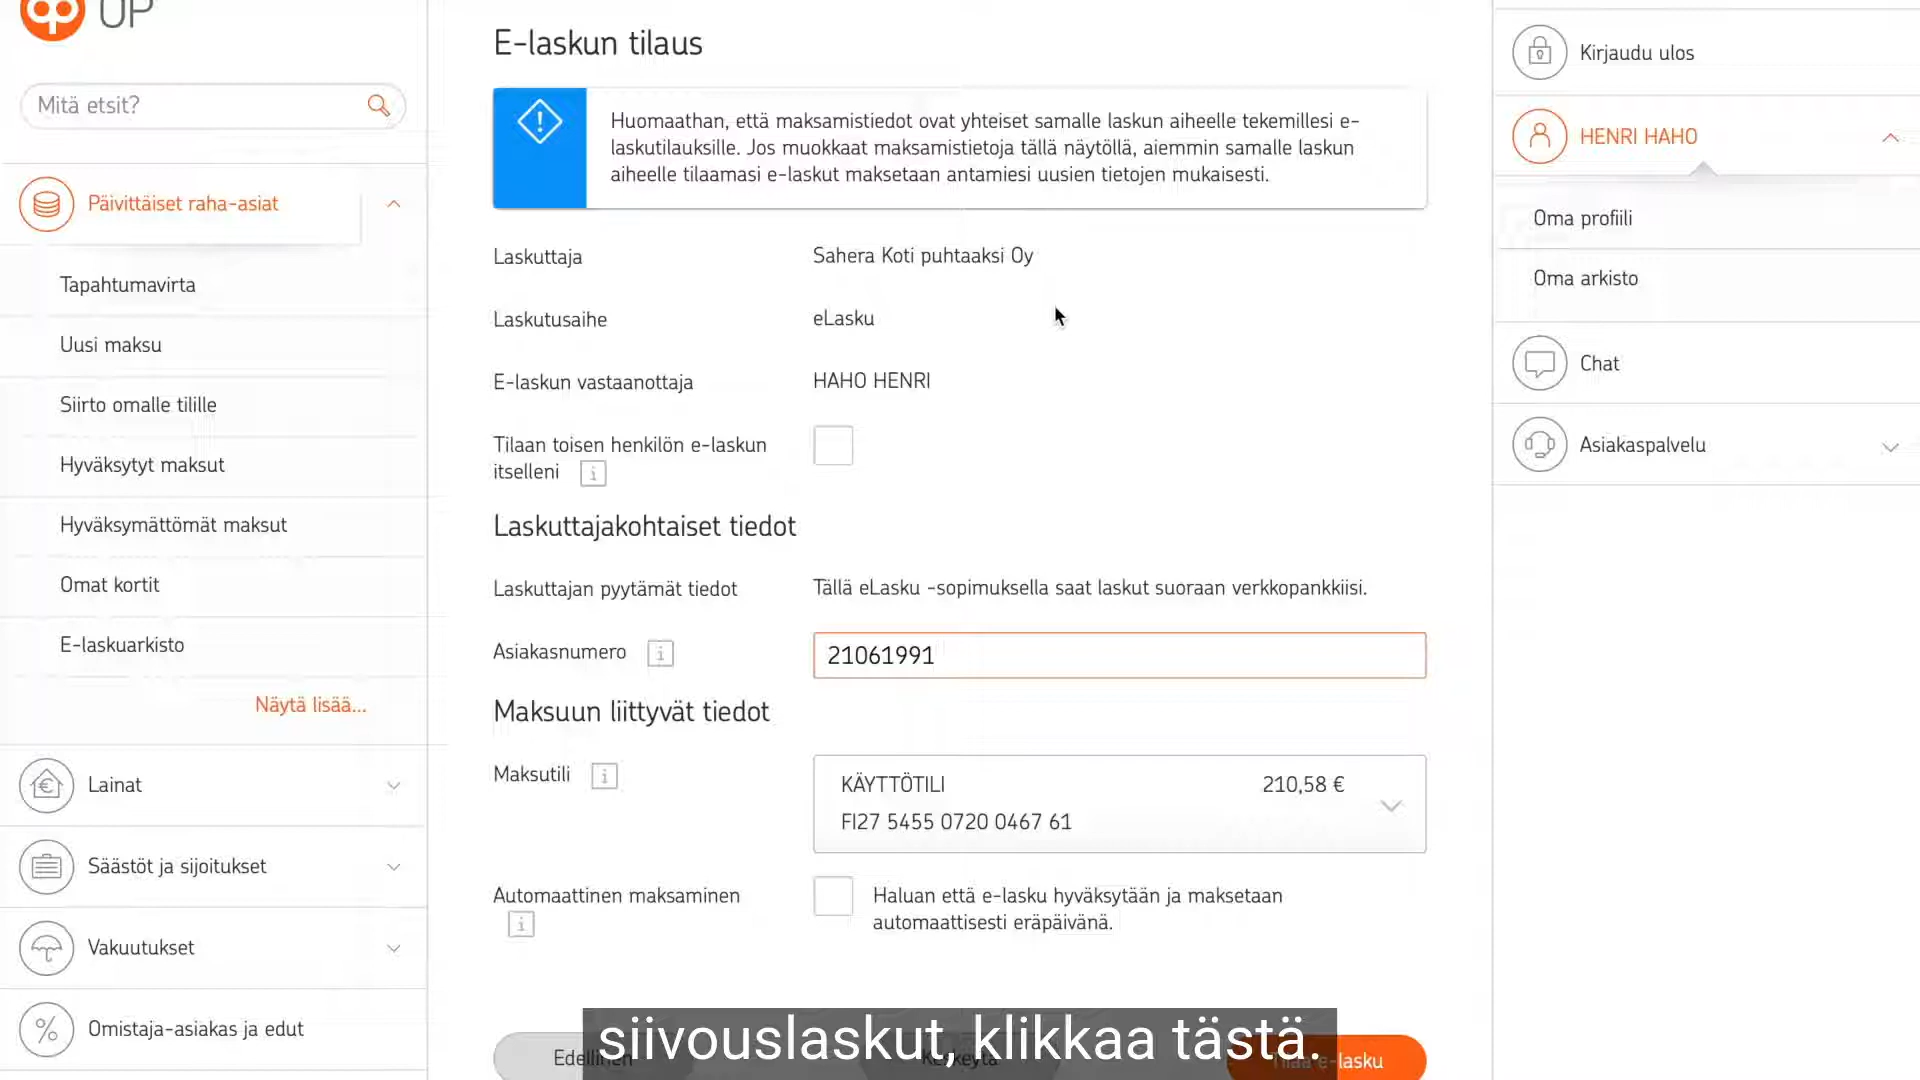 OP
Mitä etsit?
Päivittäiset raha-asiat
Tapahtumavirta
Uusi maksu
Siirto omalle tilille
Hyväksytyt maksut
Hyväksymättömät maksut
Omat kortit
E-laskuarkisto
Näytä lisää...
Lainat
Säästöt ja sijoitukset
Vakuutukset
Omistaja-asiakas ja edut
E-laskun tilaus
Huomaathan, että maksamistiedot ovat yhteiset samalle laskun aiheelle tekemillesi e-
laskutilauksille. Jos muokkaat maksamistietoja tällä näytöllä, aiemmin samalle laskun
aiheelle tilaamasi e-laskut maksetaan antamiesi uusien tietojen mukaisesti.
Laskuttaja Sahera Koti puhtaaksi Oy
Laskutusaihe eLasku
E-laskun vastaanottaja HAHO HENRI
Tilaan toisen henkilön e-laskun
itselleni
Laskuttajakohtaiset tiedot
Laskuttajan pyytämät tiedot Tällä eLasku -sopimuksella saat laskut suoraan verkkopankkiisi.
Asiakasnumero 21061991
Maksuun liittyvät tiedot
Maksutili KÄYTTÖTILI 210,58 €
FI27 5455 0720 0467 61
Automaattinen maksaminen Haluan että e-lasku hyväksytään ja maksetaan
automaattisesti eräpäivänä.
Edellinen Keskeytä Tilaa e-lasku
siivouslaskut, klikkaa tästä.
Kirjaudu ulos
HENRI HAHO
Oma profiili
Oma arkisto
Chat
Asiakaspalvelu